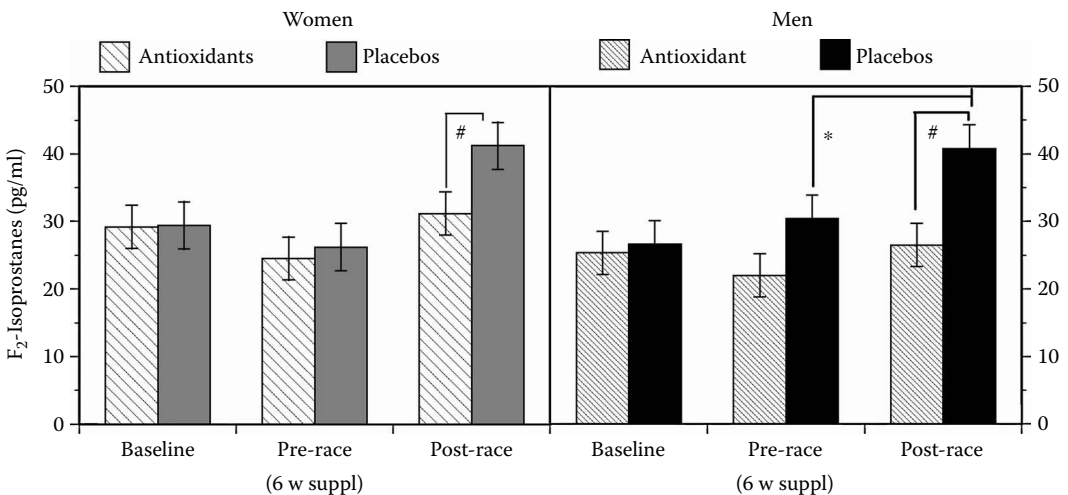 Women
Antioxidants
Placebos
Men
Antioxidant
Placebos
F₂-Isoprostanes (pg/ml)
50
40
30
20
10
0
#
*
#
50
40
30
20
10
0
Baseline
Pre-race
Post-race
(6 w suppl)
Baseline
Pre-race
Post-race
(6 w suppl)